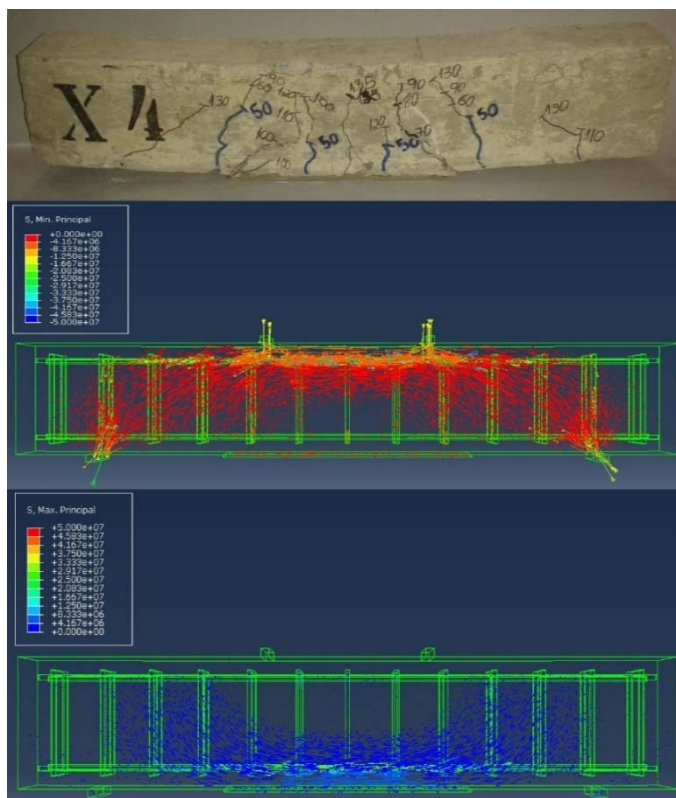 X 4
130
50
90
60
110
100
50
100
135
120
50
90
80
70
130
90
60
50
130
110
S, Min. Principal
+0.000e+00
-4.167e+06
-8.333e+06
-1.250e+07
-1.667e+07
-2.083e+07
-2.500e+07
-2.917e+07
-3.333e+07
-3.750e+07
-4.167e+07
-4.583e+07
-5.000e+07
S, Max. Principal
+5.000e+07
+4.583e+07
+4.167e+07
+3.750e+07
+3.333e+07
+2.917e+07
+2.500e+07
+2.083e+07
+1.667e+07
+1.250e+07
+8.333e+06
+4.167e+06
+0.000e+00